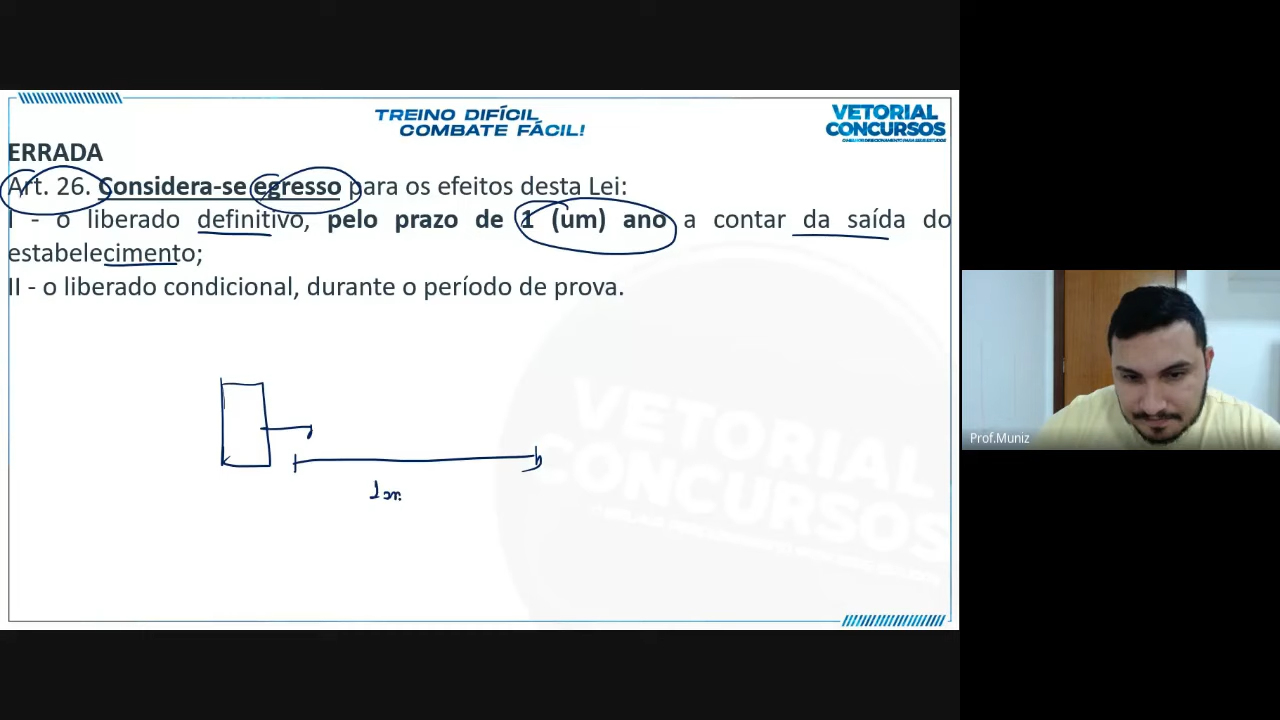 TREINO DIFÍCIL
COMBATE FÁCIL!
VETORIAL
CONCURSOS
ERRADA
Art. 26. Considera-se egresso para os efeitos desta Lei:
I - o liberado definitivo, pelo prazo de 1 (um) ano a contar da saída do
estabelecimento;
II - o liberado condicional, durante o período de prova.
VETORIAL
CONCURSOS
Prof.Muniz